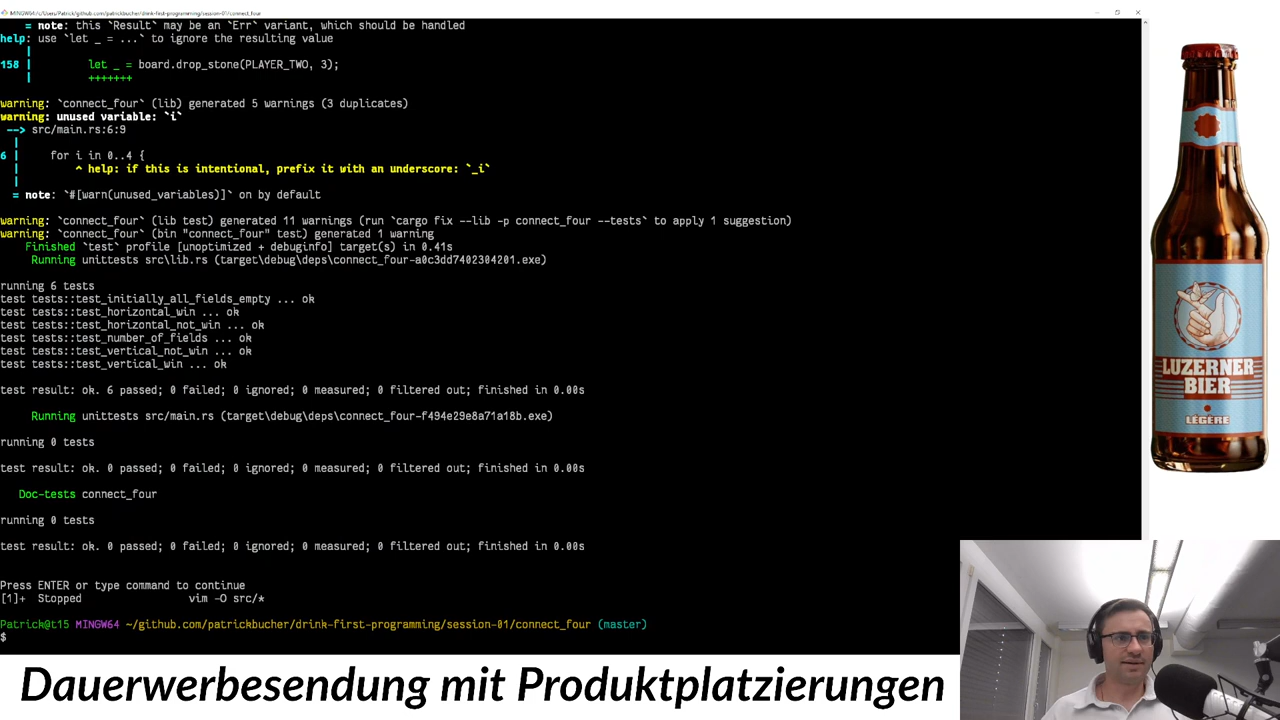 MINGW64:/c/Users/Patrick/github.com/patrickbucher/drink-first-programming/session-01/connect_four
= note: this `Result` may be an `Err` variant, which should be handled
help: use `let _ = ...` to ignore the resulting value
|
158 |         let _ = board.drop_stone(PLAYER_TWO, 3);
|         +++++++
warning: `connect_four` (lib) generated 5 warnings (3 duplicates)
warning: unused variable: `i`
--> src/main.rs:6:9
|
6 |     for i in 0..4 {
|         ^ help: if this is intentional, prefix it with an underscore: `_i`
|
= note: `#[warn(unused_variables)]` on by default
warning: `connect_four` (lib test) generated 11 warnings (run `cargo fix --lib -p connect_four --tests` to apply 1 suggestion)
warning: `connect_four` (bin "connect_four" test) generated 1 warning
Finished `test` profile [unoptimized + debuginfo] target(s) in 0.41s
Running unittests src\lib.rs (target\debug\deps\connect_four-a0c3dd7402304201.exe)
running 6 tests
test tests::test_initially_all_fields_empty ... ok
test tests::test_horizontal_win ... ok
test tests::test_horizontal_not_win ... ok
test tests::test_number_of_fields ... ok
test tests::test_vertical_not_win ... ok
test tests::test_vertical_win ... ok
test result: ok. 6 passed; 0 failed; 0 ignored; 0 measured; 0 filtered out; finished in 0.00s
Running unittests src/main.rs (target\debug\deps\connect_four-f494e29e8a71a18b.exe)
running 0 tests
test result: ok. 0 passed; 0 failed; 0 ignored; 0 measured; 0 filtered out; finished in 0.00s
Doc-tests connect_four
running 0 tests
test result: ok. 0 passed; 0 failed; 0 ignored; 0 measured; 0 filtered out; finished in 0.00s
Press ENTER or type command to continue
[1]+  Stopped                 vim -O src/*
Patrick@t15 MINGW64 ~/github.com/patrickbucher/drink-first-programming/session-01/connect_four (master)
$
LUZERNER
BIER
LÉGÈRE
Dauerwerbesendung mit Produktplatzierungen